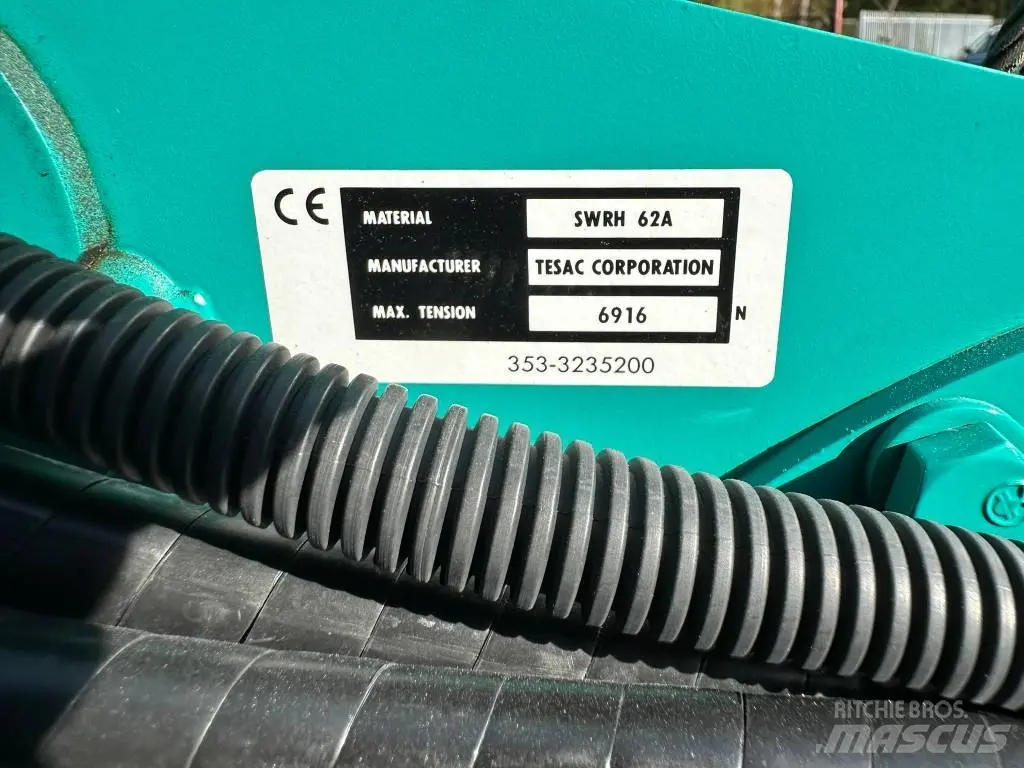 CE
MATERIAL SWRH 62A
MANUFACTURER TESAC CORPORATION
MAX. TENSION 6916 N
353-3235200
RITCHIE BROS.
MASCUS